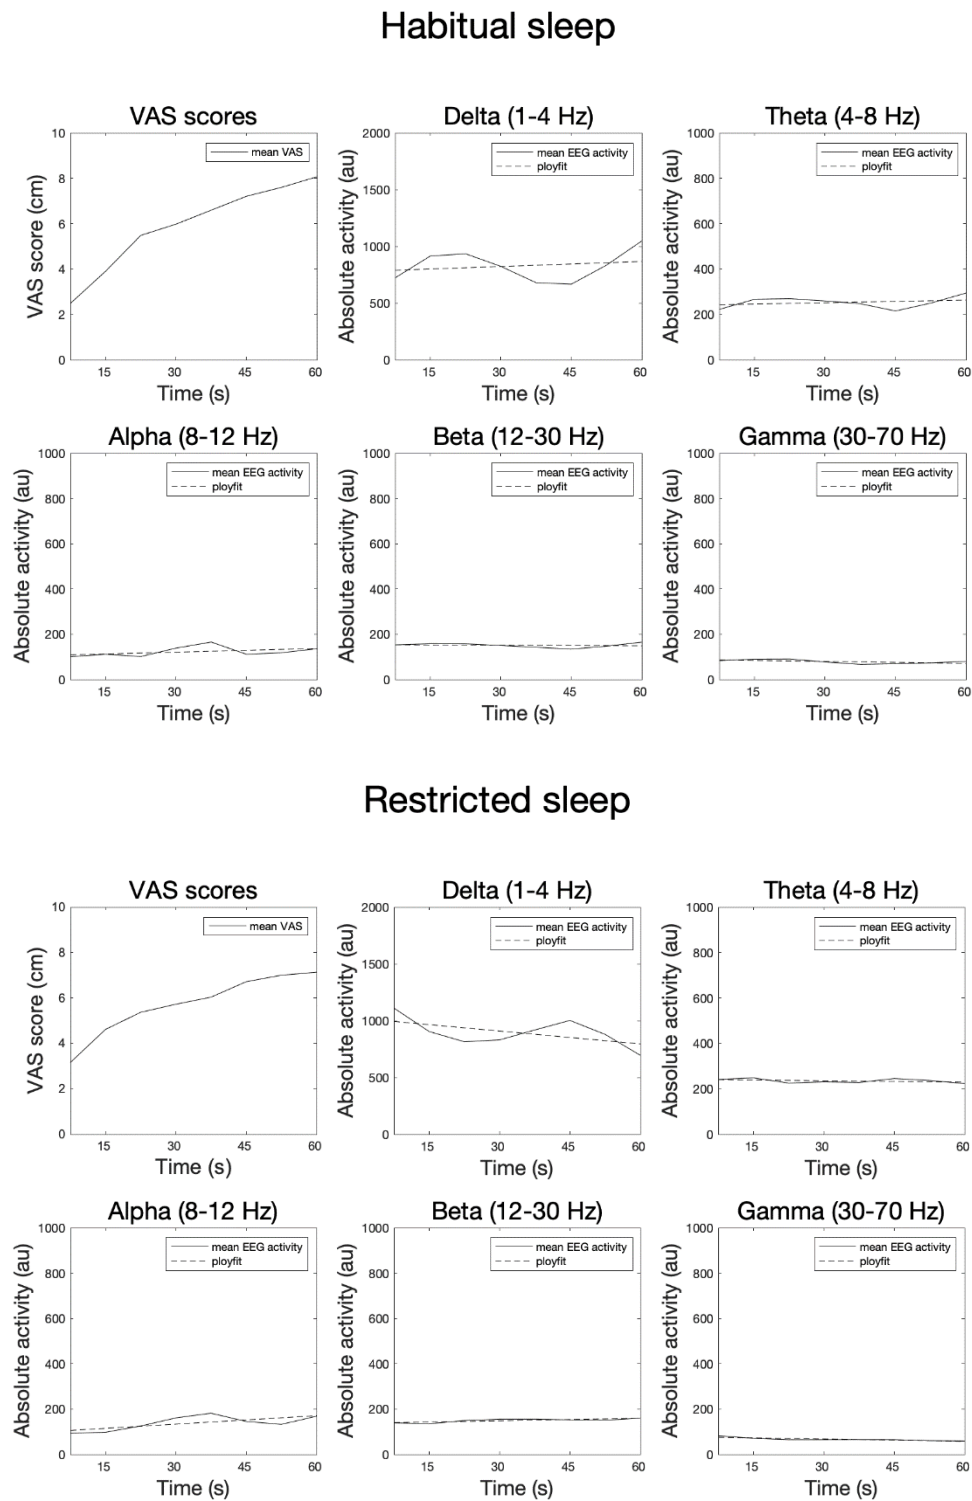 Habitual sleep
VAS scores
10
8
6
4
2
0
VAS score (cm)
mean VAS
15 30 45 60
Time (s)
Delta (1-4 Hz)
2000
1500
1000
500
0
Absolute activity (au)
mean EEG activity
ployfit
15 30 45 60
Time (s)
Theta (4-8 Hz)
1000
800
600
400
200
0
Absolute activity (au)
mean EEG activity
ployfit
15 30 45 60
Time (s)
Alpha (8-12 Hz)
1000
800
600
400
200
0
Absolute activity (au)
mean EEG activity
ployfit
15 30 45 60
Time (s)
Beta (12-30 Hz)
1000
800
600
400
200
0
Absolute activity (au)
mean EEG activity
ployfit
15 30 45 60
Time (s)
Gamma (30-70 Hz)
1000
800
600
400
200
0
Absolute activity (au)
mean EEG activity
ployfit
15 30 45 60
Time (s)
Restricted sleep
VAS scores
10
8
6
4
2
0
VAS score (cm)
mean VAS
15 30 45 60
Time (s)
Delta (1-4 Hz)
2000
1500
1000
500
0
Absolute activity (au)
mean EEG activity
ployfit
15 30 45 60
Time (s)
Theta (4-8 Hz)
1000
800
600
400
200
0
Absolute activity (au)
mean EEG activity
ployfit
15 30 45 60
Time (s)
Alpha (8-12 Hz)
1000
800
600
400
200
0
Absolute activity (au)
mean EEG activity
ployfit
15 30 45 60
Time (s)
Beta (12-30 Hz)
1000
800
600
400
200
0
Absolute activity (au)
mean EEG activity
ployfit
15 30 45 60
Time (s)
Gamma (30-70 Hz)
1000
800
600
400
200
0
Absolute activity (au)
mean EEG activity
ployfit
15 30 45 60
Time (s)